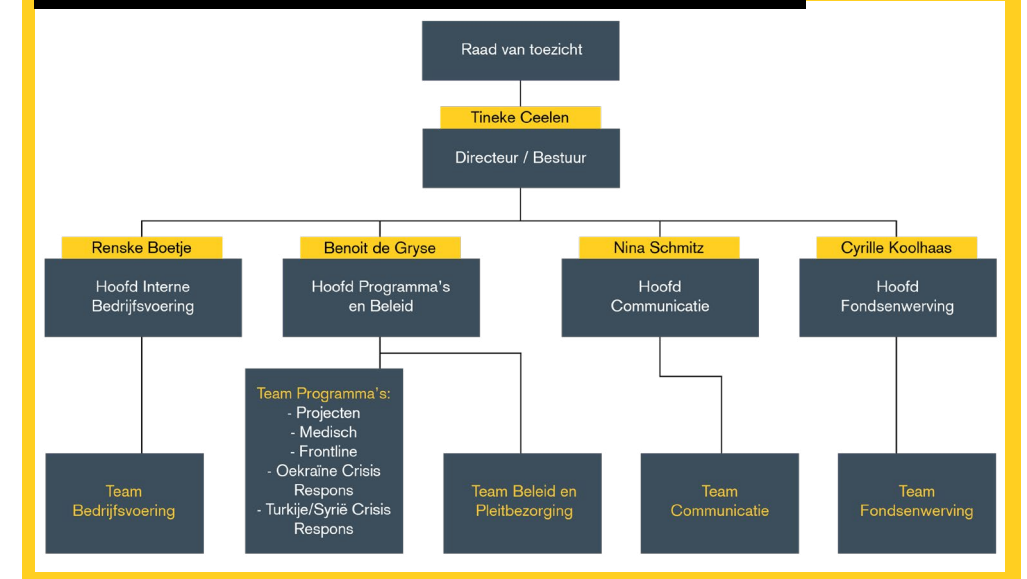 Raad van toezicht
Tineke Ceelen
Directeur / Bestuur
Renske Boetje
Hoofd Interne
Bedrijfsvoering
Benoit de Gryse
Hoofd Programma's
en Beleid
Nina Schmitz
Hoofd
Communicatie
Cyrille Koolhaas
Hoofd
Fondsenwerving
Team
Bedrijfsvoering
Team Programma's:
- Projecten
- Medisch
- Frontline
- Oekraïne Crisis
Respons
- Turkije/Syrië Crisis
Respons
Team Beleid en
Pleitbezorging
Team
Communicatie
Team
Fondsenwerving